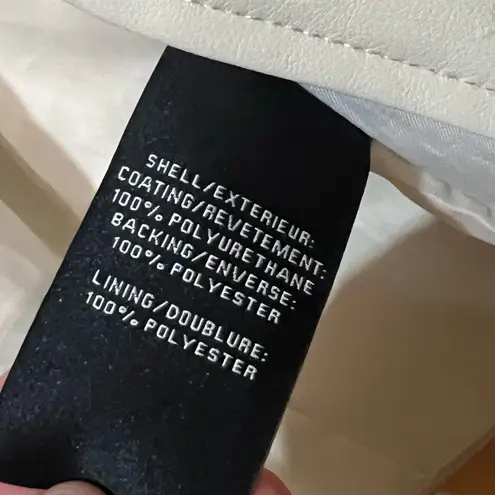 SHELL/EXTERIEUR:
COATING/REVETEMENT:
100% POLYURETHANE
BACKING/ENVERSE:
100% POLYESTER
LINING/DOUBLURE:
100% POLYESTER